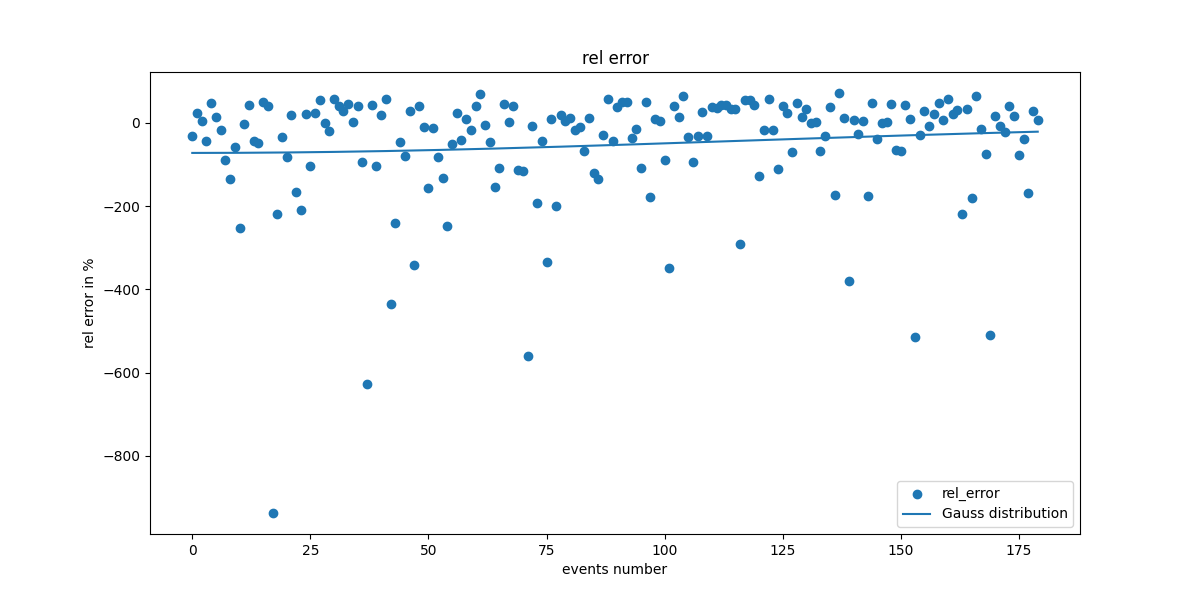 rel error
rel error in %
0
−200
−400
−600
−800
0 25 50 75 100 125 150 175
events number
rel_error
Gauss distribution